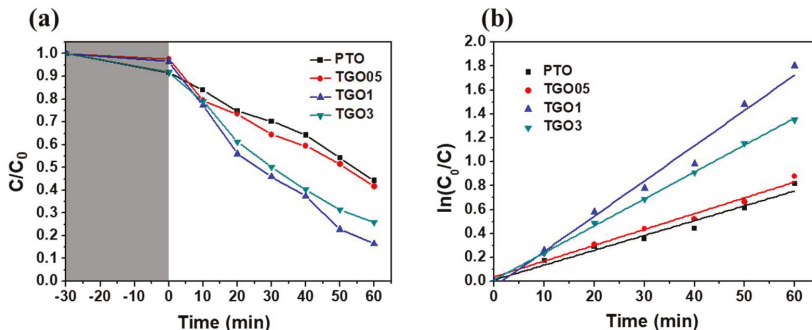 (a)
C/C0
1.0
0.9
0.8
0.7
0.6
0.5
0.4
0.3
0.2
0.1
0.0
-30 -20 -10 0 10 20 30 40 50 60
Time (min)
PTO
TGO05
TGO1
TGO3
(b)
ln(C0/C)
2.0
1.8
1.6
1.4
1.2
1.0
0.8
0.6
0.4
0.2
0.0
0 10 20 30 40 50 60
Time (min)
PTO
TGO05
TGO1
TGO3